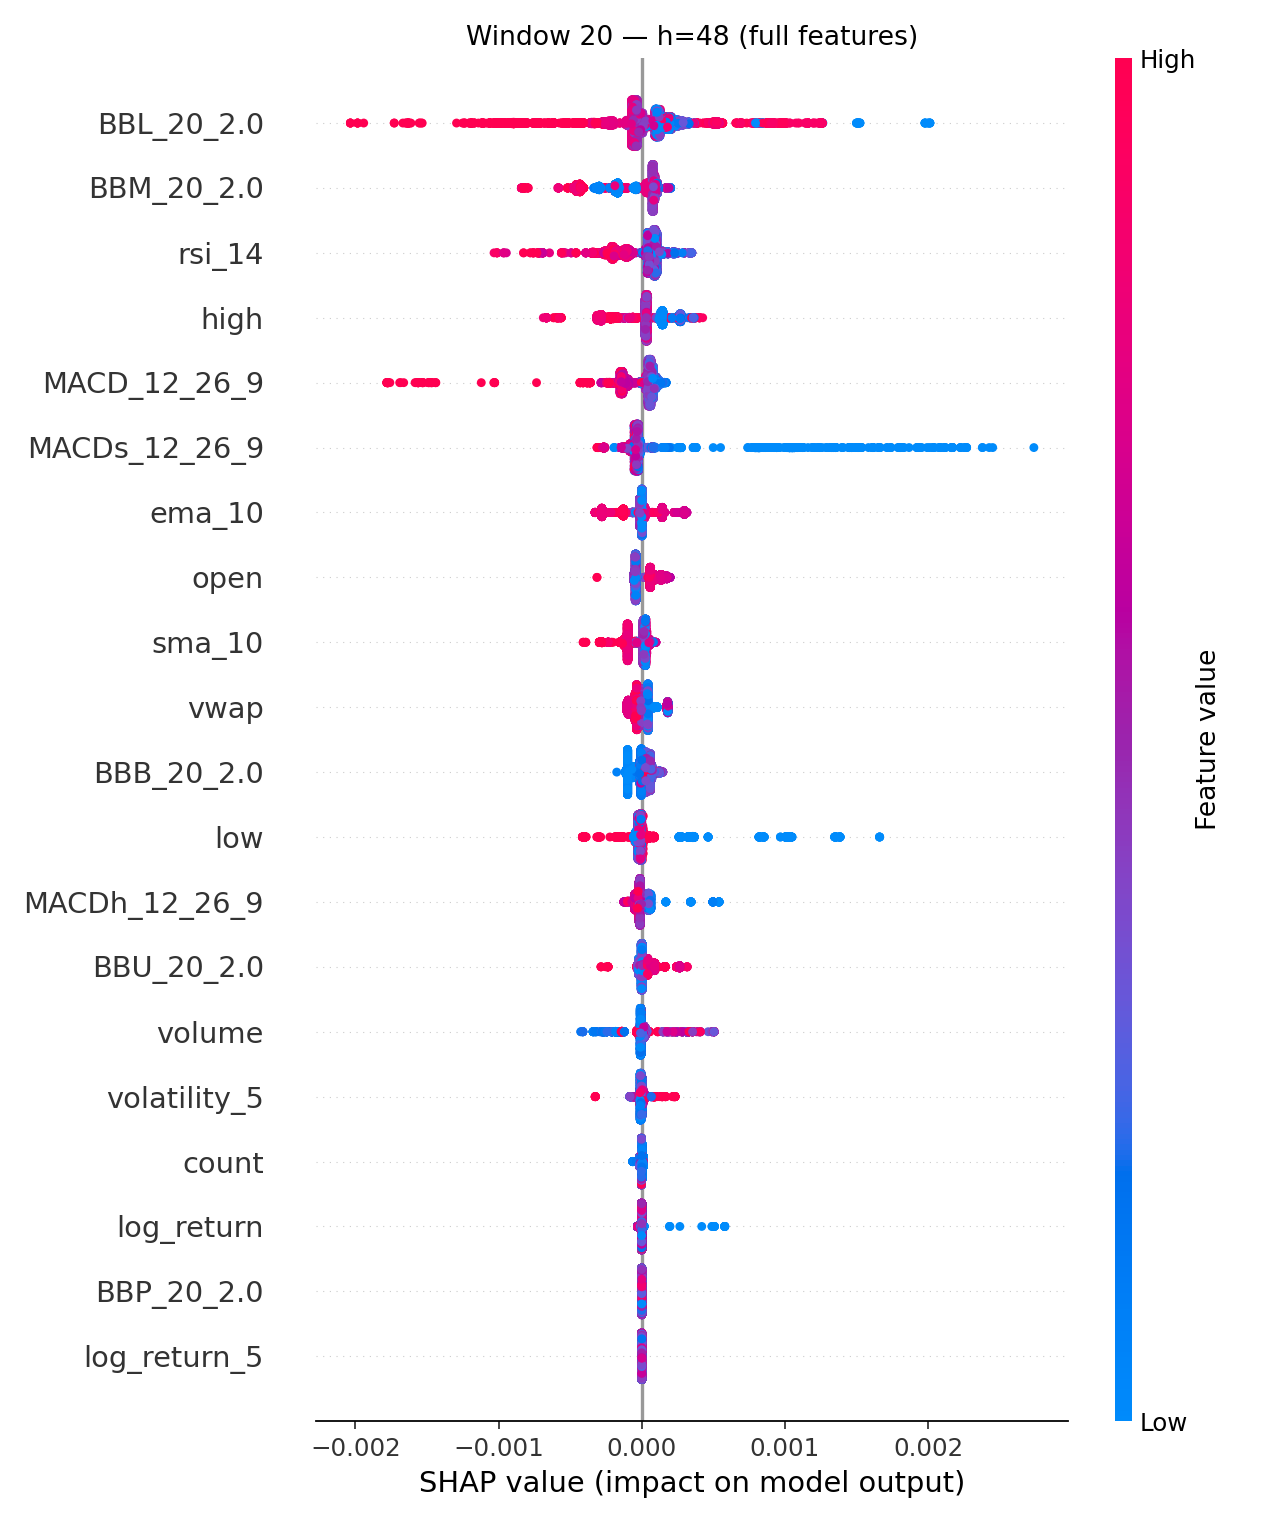 Window 20 — h=48 (full features)
High
BBL_20_2.0
BBM_20_2.0
rsi_14
high
MACD_12_26_9
MACDs_12_26_9
ema_10
open
sma_10
vwap
BBB_20_2.0
low
MACDh_12_26_9
BBU_20_2.0
volume
volatility_5
count
log_return
BBP_20_2.0
log_return_5
Feature value
Low
−0.002 −0.001 0.000 0.001 0.002
SHAP value (impact on model output)